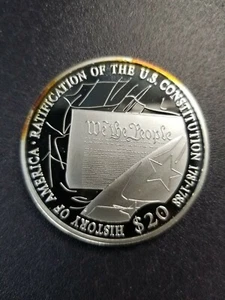 HISTORY OF AMERICA • RATIFICATION OF THE U.S. CONSTITUTION 1787-1788
We the People
$20